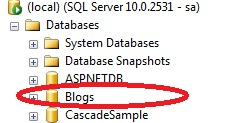 (local) (SQL Server 10.0.2531 - sa)
Databases
System Databases
Database Snapshots
ASPNETDB
Blogs
CascadeSample